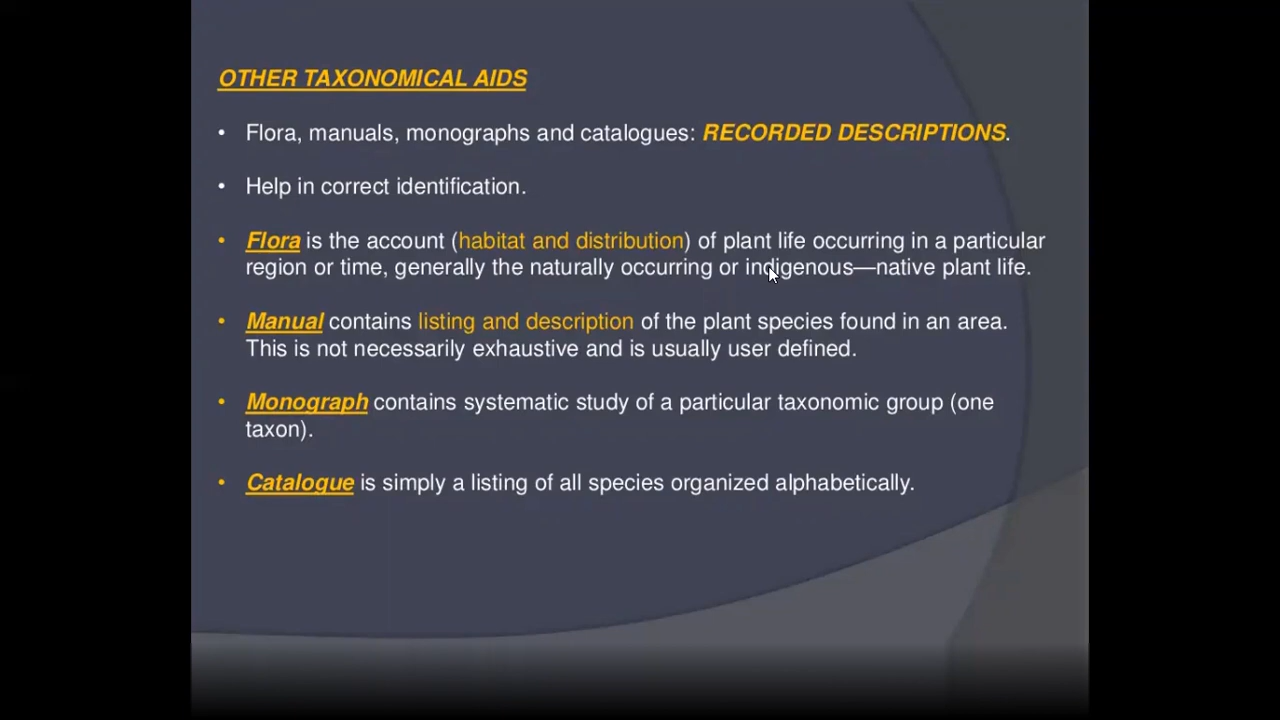 OTHER TAXONOMICAL AIDS
• Flora, manuals, monographs and catalogues: RECORDED DESCRIPTIONS.
• Help in correct identification.
• Flora is the account (habitat and distribution) of plant life occurring in a particular
region or time, generally the naturally occurring or indigenous—native plant life.
• Manual contains listing and description of the plant species found in an area.
This is not necessarily exhaustive and is usually user defined.
• Monograph contains systematic study of a particular taxonomic group (one
taxon).
• Catalogue is simply a listing of all species organized alphabetically.